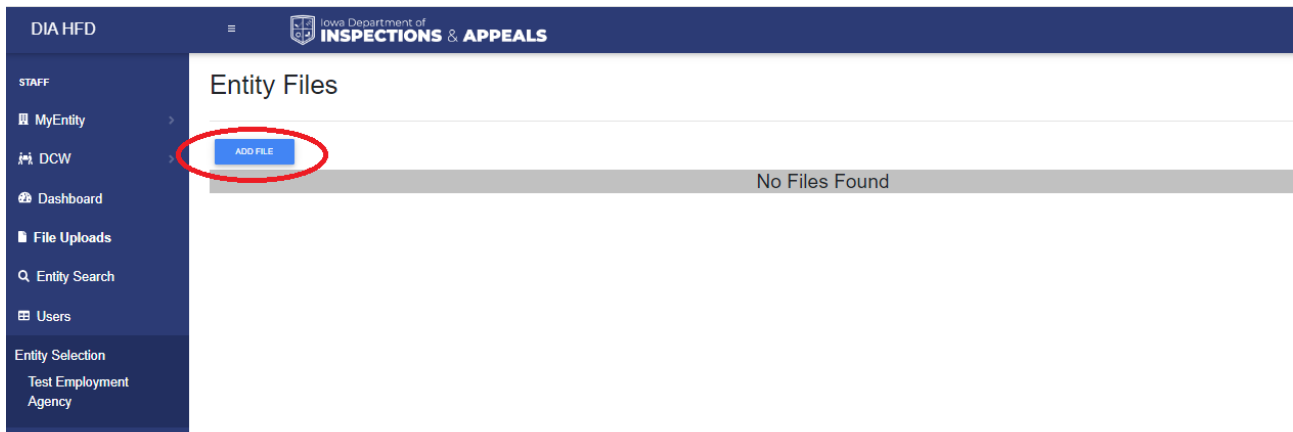 DIA HFD
Iowa Department of
INSPECTIONS & APPEALS
STAFF
MyEntity
DCW
Dashboard
File Uploads
Entity Search
Users
Entity Selection
Test Employment
Agency
Entity Files
ADD FILE
No Files Found